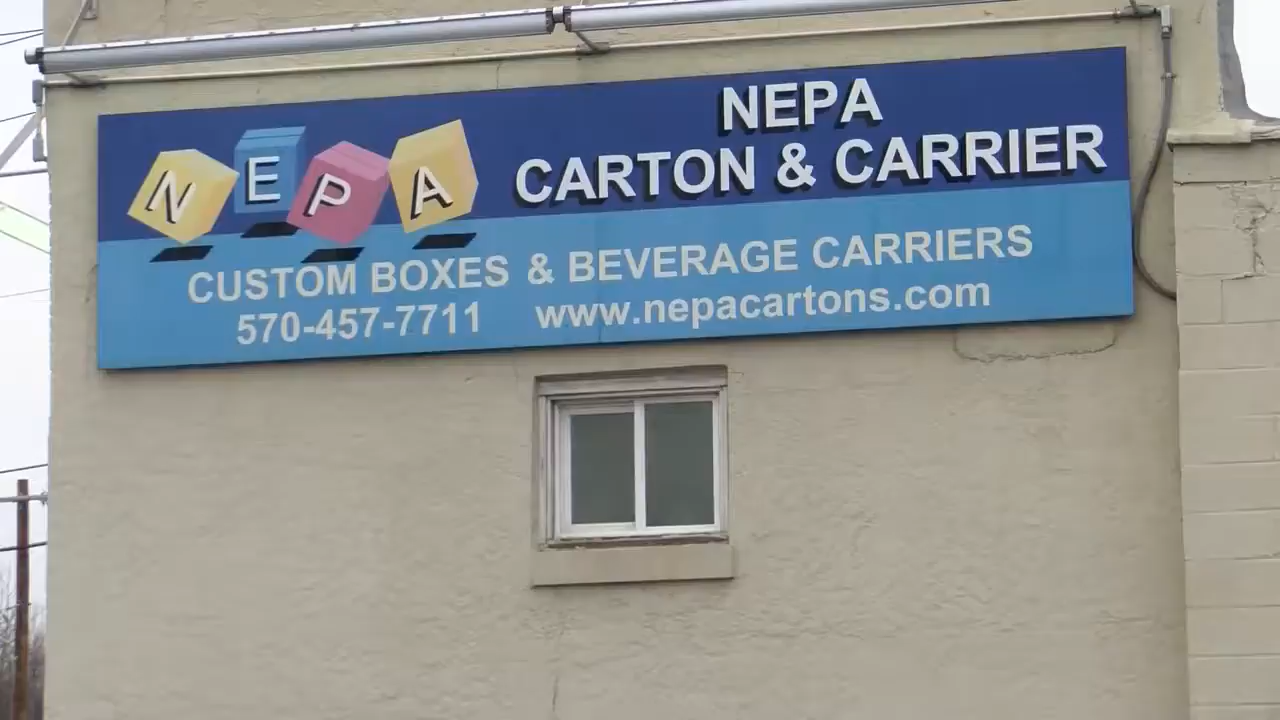 NEPA
NEPA
CARTON & CARRIER
CUSTOM BOXES & BEVERAGE CARRIERS
570-457-7711 www.nepacartons.com